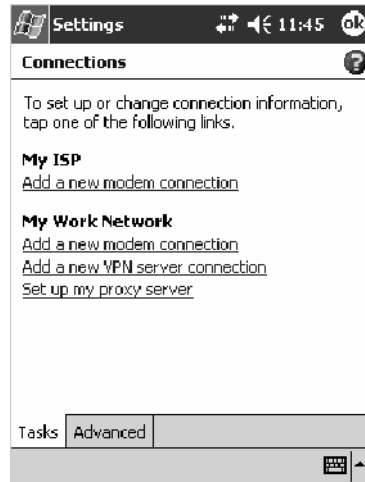 Settings 11:45 ok
Connections ?
To set up or change connection information,
tap one of the following links.
My ISP
Add a new modem connection
My Work Network
Add a new modem connection
Add a new VPN server connection
Set up my proxy server
Tasks Advanced